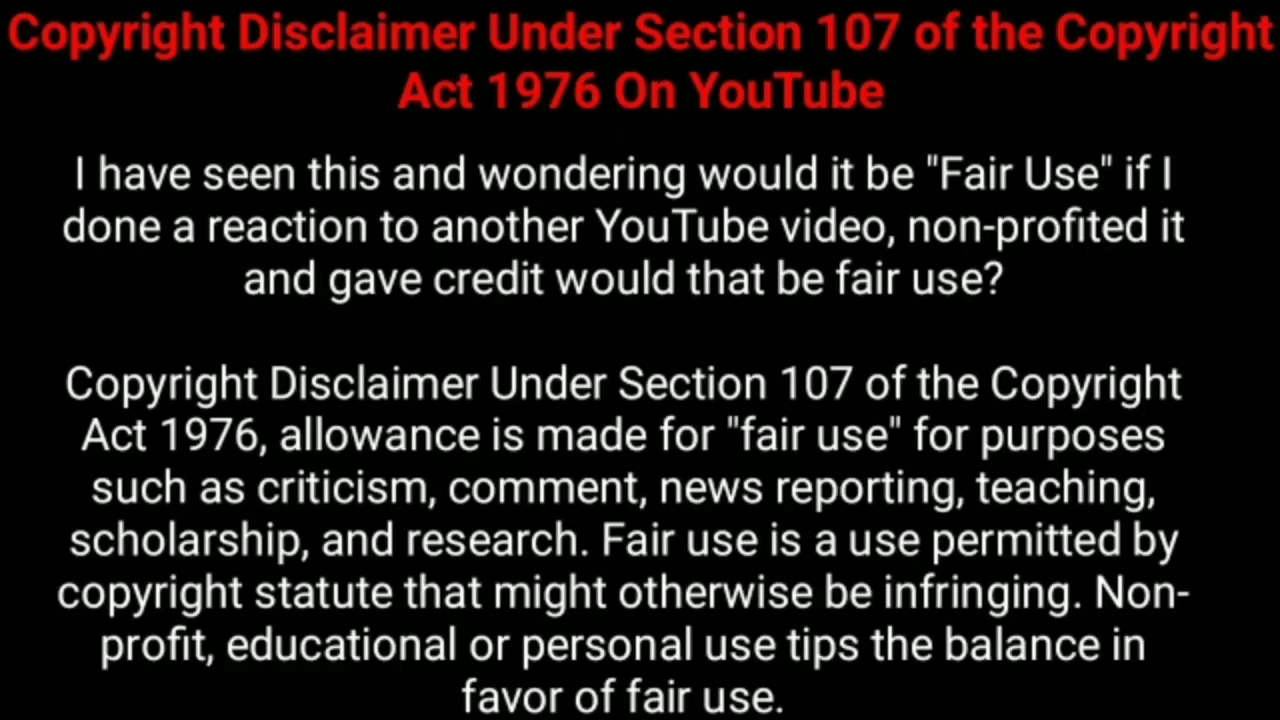 Copyright Disclaimer Under Section 107 of the Copyright
Act 1976 On YouTube
I have seen this and wondering would it be "Fair Use" if I
done a reaction to another YouTube video, non-profited it
and gave credit would that be fair use?
Copyright Disclaimer Under Section 107 of the Copyright
Act 1976, allowance is made for "fair use" for purposes
such as criticism, comment, news reporting, teaching,
scholarship, and research. Fair use is a use permitted by
copyright statute that might otherwise be infringing. Non-
profit, educational or personal use tips the balance in
favor of fair use.